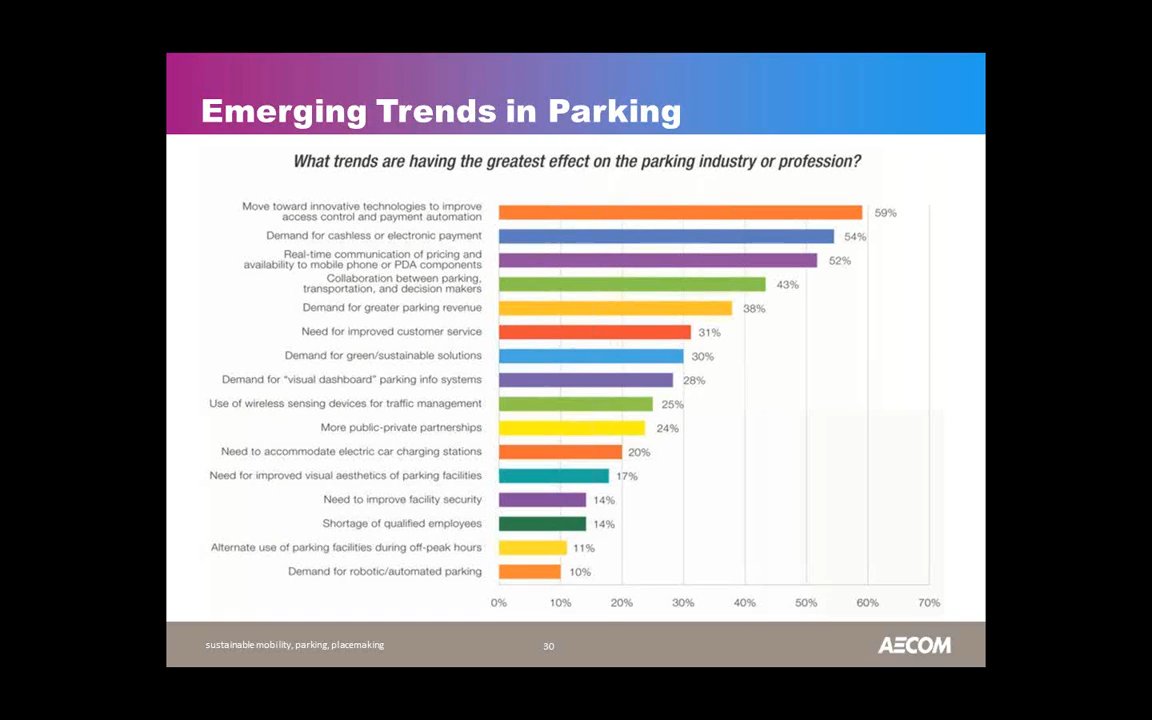 Emerging Trends in Parking
What trends are having the greatest effect on the parking industry or profession?
Move toward innovative technologies to improve
access control and payment automation
59%
Demand for cashless or electronic payment
54%
Real-time communication of pricing and
availability to mobile phone or PDA components
52%
Collaboration between parking,
transportation, and decision makers
43%
Demand for greater parking revenue
38%
Need for improved customer service
31%
Demand for green/sustainable solutions
30%
Demand for “visual dashboard” parking info systems
28%
Use of wireless sensing devices for traffic management
25%
More public-private partnerships
24%
Need to accommodate electric car charging stations
20%
Need for improved visual aesthetics of parking facilities
17%
Need to improve facility security
14%
Shortage of qualified employees
14%
Alternate use of parking facilities during off-peak hours
11%
Demand for robotic/automated parking
10%
0% 10% 20% 30% 40% 50% 60% 70%
sustainable mobility, parking, placemaking
30
AECOM